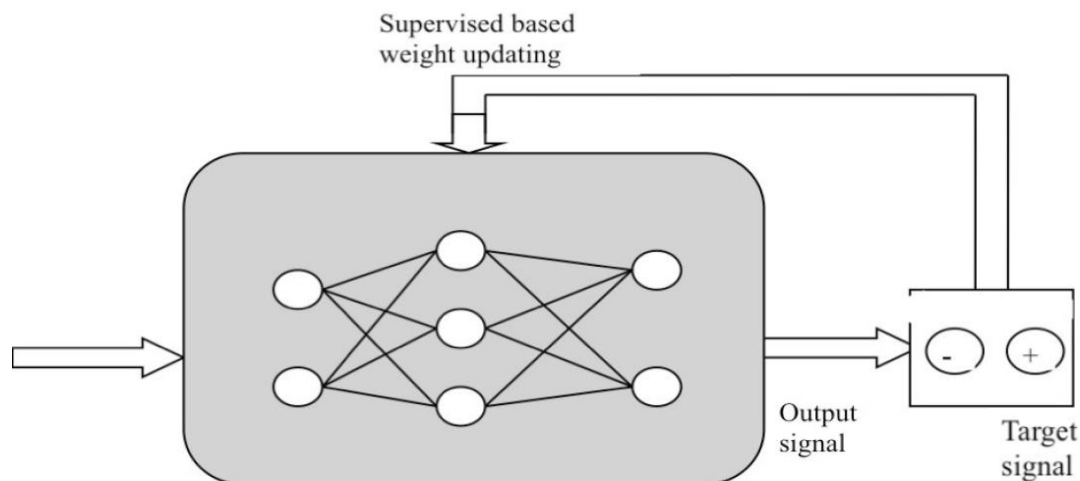 Supervised based
weight updating
-
+
Output
signal
Target
signal